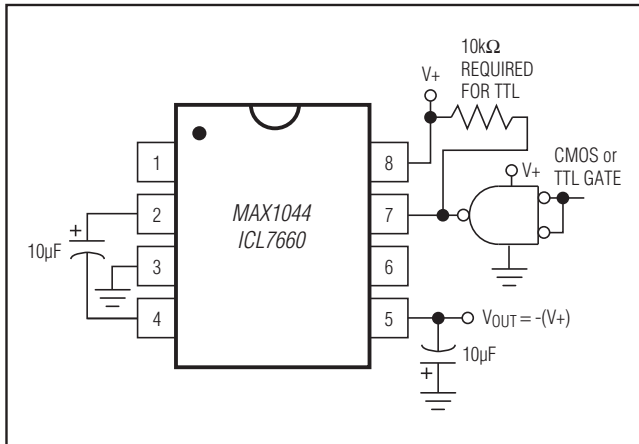 10kΩ
REQUIRED
FOR TTL
V+
CMOS or
TTL GATE
V+
1
2
3
4
8
7
6
5
MAX1044
ICL7660
+
10µF
VOUT = -(V+)
10µF
+